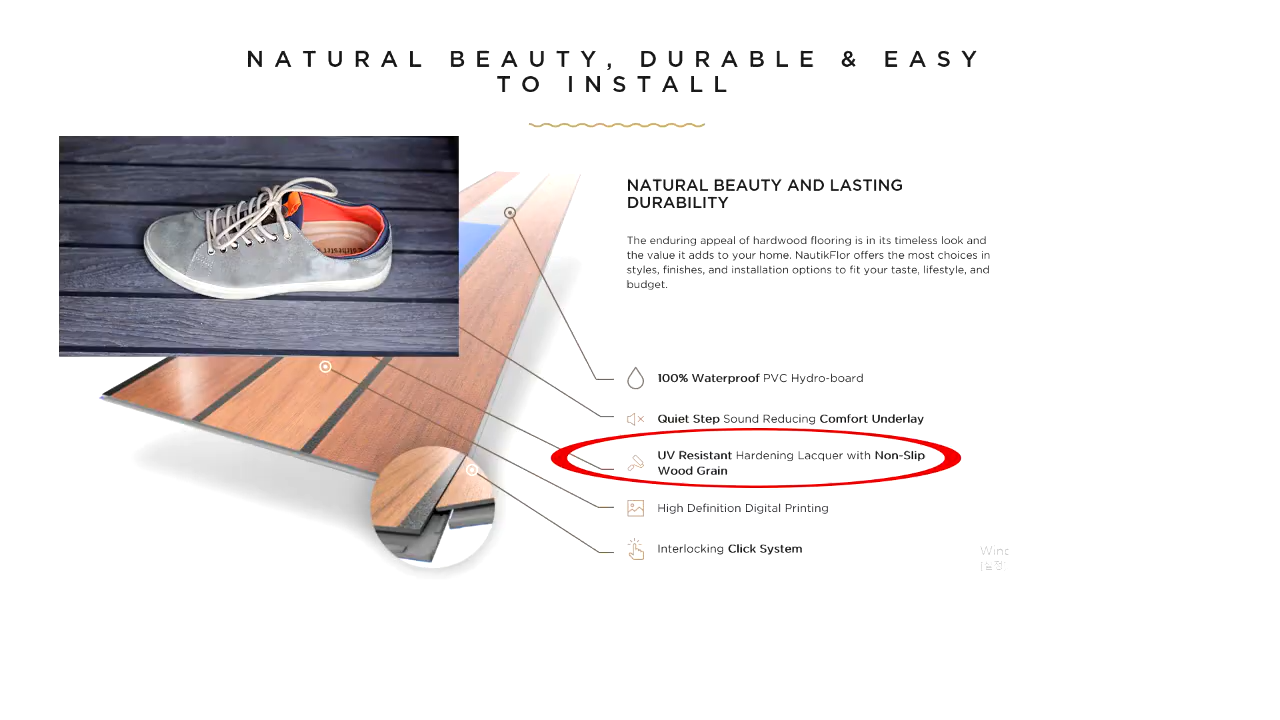 NATURAL BEAUTY, DURABLE & EASY
TO INSTALL
NATURAL BEAUTY AND LASTING
DURABILITY
The enduring appeal of hardwood flooring is in its timeless look and
the value it adds to your home. NautikFlor offers the most choices in
styles, finishes, and installation options to fit your taste, lifestyle, and
budget.
100% Waterproof PVC Hydro-board
Quiet Step Sound Reducing Comfort Underlay
UV Resistant Hardening Lacquer with Non-Slip
Wood Grain
High Definition Digital Printing
Interlocking Click System